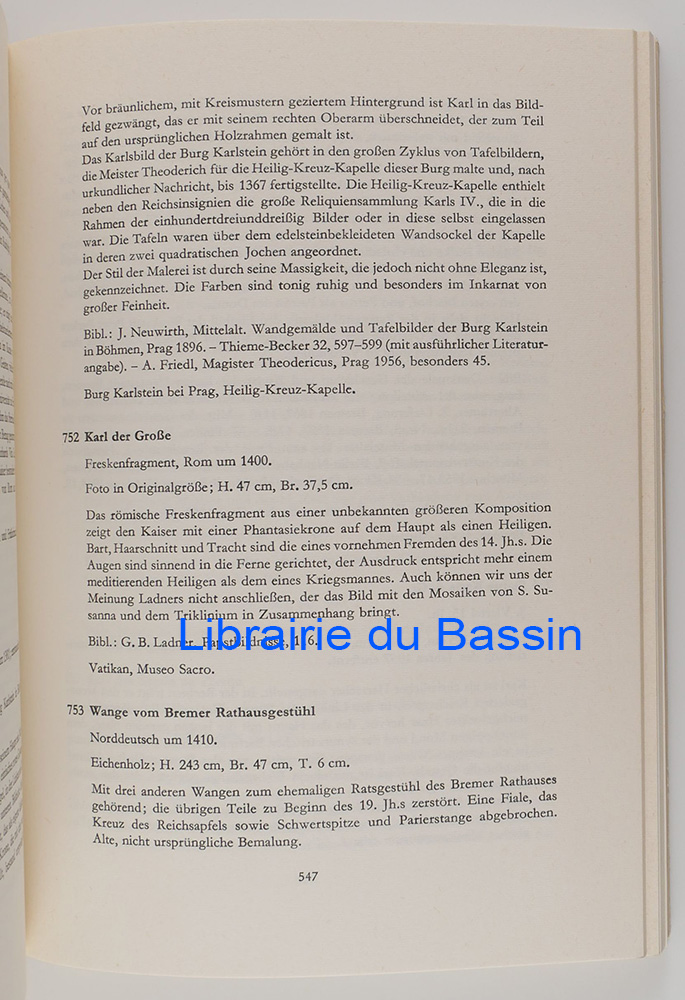 Vor bräunlichem, mit Kreismustern geziertem Hintergrund ist Karl in das Bild-
feld gezwängt, das er mit seinem rechten Oberarm überschneidet, der zum Teil
auf den ursprünglichen Holzrahmen gemalt ist.
Das Karlsbild der Burg Karlstein gehört in den großen Zyklus von Tafelbildern,
die Meister Theoderich für die Heilig-Kreuz-Kapelle dieser Burg malte und, nach
urkundlicher Nachricht, bis 1367 fertigstellte. Die Heilig-Kreuz-Kapelle enthielt
neben den Reichsinsignien die große Reliquiensammlung Karls IV., die in die
Rahmen der einhundertdreiunddreißig Bilder oder in diese selbst eingelassen
war. Die Tafeln waren über dem edelsteinbekleideten Wandsockel der Kapelle
in deren zwei quadratischen Jochen angeordnet.
Der Stil der Malerei ist durch seine Massigkeit, die jedoch nicht ohne Eleganz ist,
gekennzeichnet. Die Farben sind tonig ruhig und besonders im Inkarnat von
großer Feinheit.
Bibl.: J. Neuwirth, Mittelalt. Wandgemälde und Tafelbilder der Burg Karlstein
in Böhmen, Prag 1896. – Thieme-Becker 32, 597–599 (mit ausführlicher Literatur-
angabe). – A. Friedl, Magister Theodericus, Prag 1956, besonders 45.
Burg Karlstein bei Prag, Heilig-Kreuz-Kapelle.
752 Karl der Große
Freskenfragment, Rom um 1400.
Foto in Originalgröße; H. 47 cm, Br. 37,5 cm.
Das römische Freskenfragment aus einer unbekannten größeren Komposition
zeigt den Kaiser mit einer Phantasiekrone auf dem Haupt als einen Heiligen.
Bart, Haarschnitt und Tracht sind die eines vornehmen Fremden des 14. Jh.s. Die
Augen sind sinnend in die Ferne gerichtet, der Ausdruck entspricht mehr einem
meditierenden Heiligen als dem eines Kriegsmannes. Auch können wir uns der
Meinung Ladners nicht anschließen, der das Bild mit den Mosaiken von S. Su-
sanna und dem Triklinium in Zusammenhang bringt.
Librairie du Bassin
Bibl.: G. B. Ladner,
Vatikan, Museo Sacro.
753 Wange vom Bremer Rathausgestühl
Norddeutsch um 1410.
Eichenholz; H. 243 cm, Br. 47 cm, T. 6 cm.
Mit drei anderen Wangen zum ehemaligen Ratsgestühl des Bremer Rathauses
gehörend; die übrigen Teile zu Beginn des 19. Jh.s zerstört. Eine Fiale, das
Kreuz des Reichsapfels sowie Schwertspitze und Parierstange abgebrochen.
Alte, nicht ursprüngliche Bemalung.
547